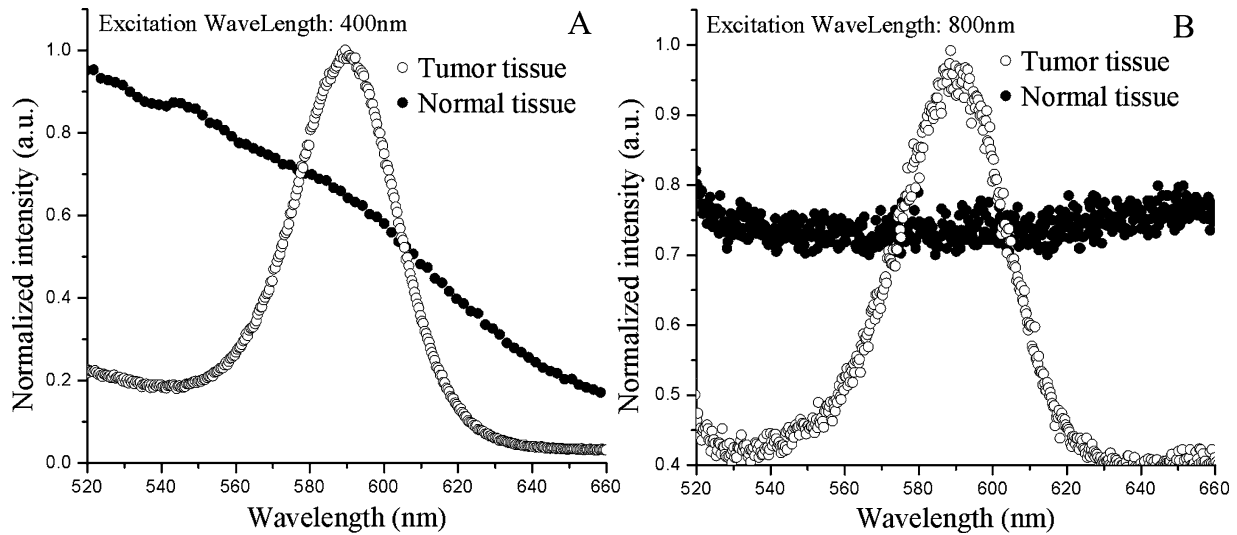 Excitation WaveLength: 400nm
A
Tumor tissue
Normal tissue
Normalized intensity (a.u.)
1.0
0.8
0.6
0.4
0.2
0.0
520 540 560 580 600 620 640 660
Wavelength (nm)
Excitation WaveLength: 800nm
B
Tumor tissue
Normal tissue
Normalized intensity (a.u.)
1.0
0.9
0.8
0.7
0.6
0.5
0.4
520 540 560 580 600 620 640 660
Wavelength (nm)